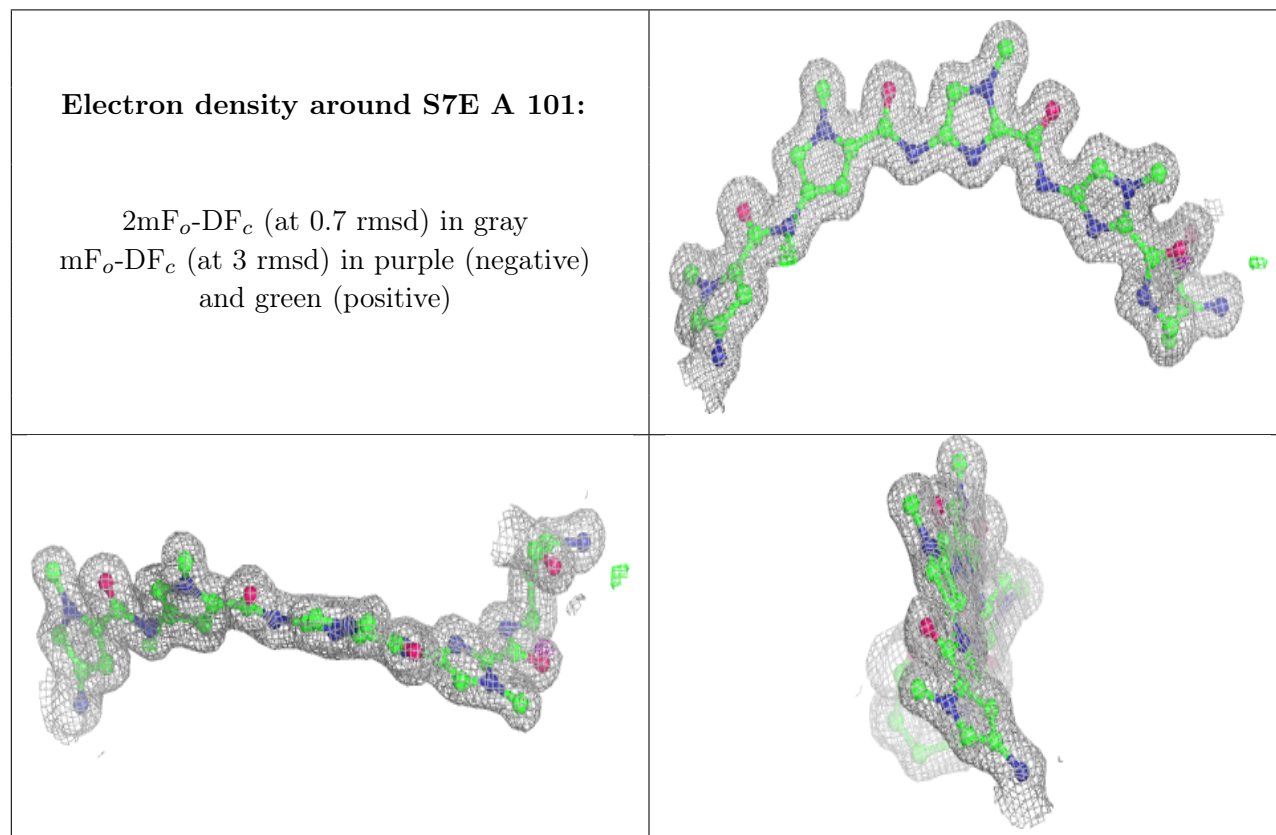 Electron density around S7E A 101:
2mFₒ-DF𝒸 (at 0.7 rmsd) in gray
mFₒ-DF𝒸 (at 3 rmsd) in purple (negative)
and green (positive)